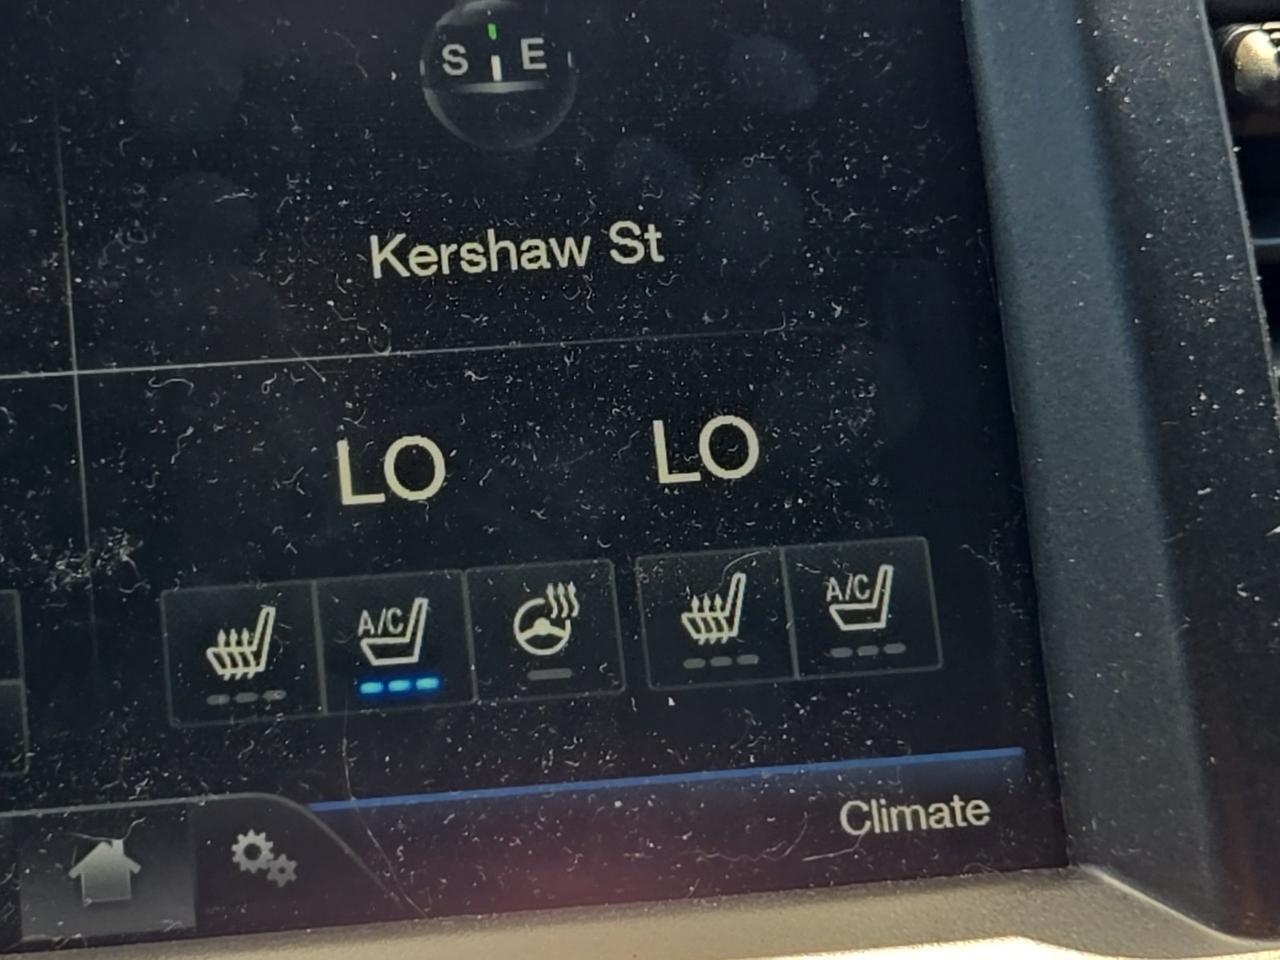 S E
Kershaw St
LO LO
A/C A/C
Climate